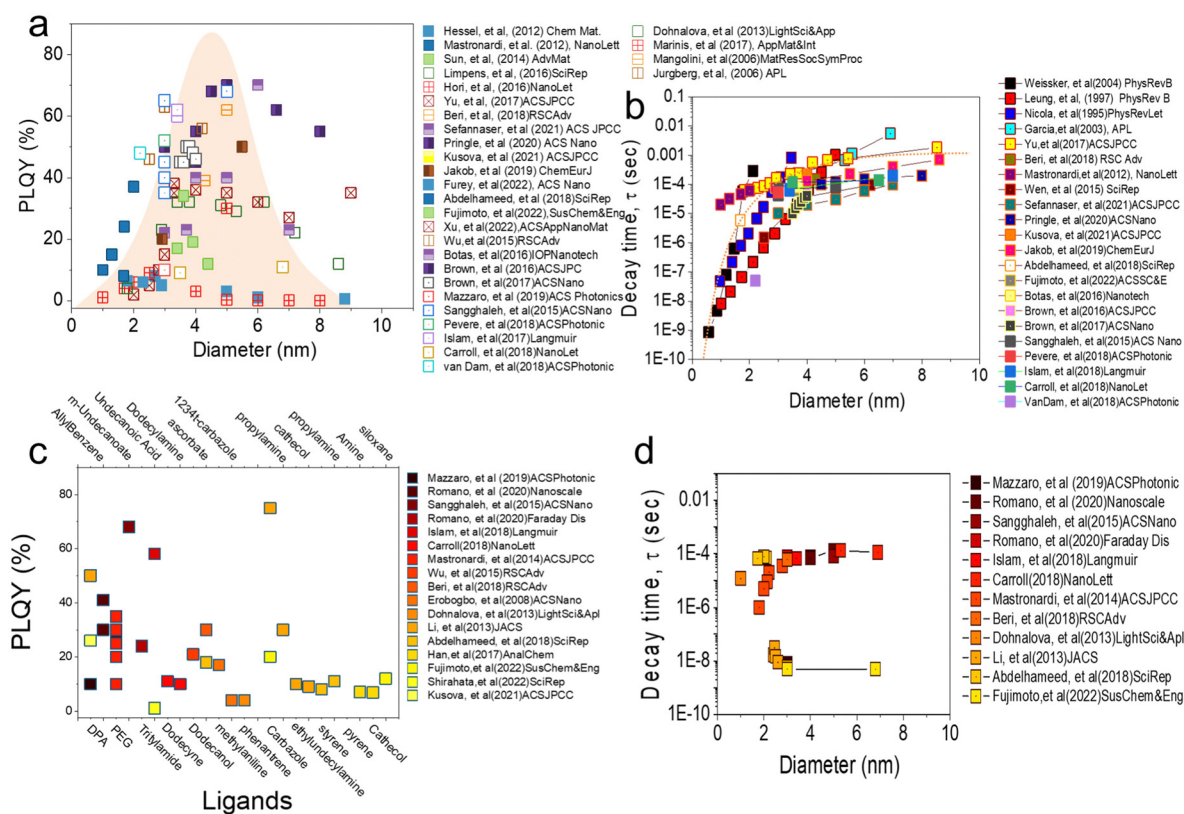 a
PLQY (%)
80
60
40
20
0
0
2
4
6
8
10
Diameter (nm)
Hessel, et al, (2012) Chem Mat.
Mastronardi, et al. (2012), NanoLett
Sun, et al, (2014) AdvMat
Limpens, et al, (2016)SciRep
Hori, et al, (2016)NanoLet
Yu, et al, (2017)ACSJPCC
Beri, et al, (2018)RSCAdv
Sefannaser, et al (2021) ACS JPCC
Pringle, et al (2020) ACS Nano
Kusova, et al (2021) ACSJPCC
Jakob, et al (2019) ChemEurJ
Furey, et al (2022), ACS Nano
Abdelhameed, et al (2018)SciRep
Fujimoto, et al (2022),SusChem&Eng
Xu, et al (2022),ACSAppNanoMat
Wu,et al(2015)RSCAdv
Botas, et al (2016)IOPNanotech
Brown, et al (2016)ACSJPC
Brown, et al(2017)ACSNano
Mazzaro, et al (2019)ACS Photonics
Sangghaleh, et al(2015)ACSNano
Pevere, et al(2018)ACSPhotonic
Islam, et al(2017)Langmuir
Carroll, et al(2018)NanoLet
van Dam, et al(2018)ACSPhotonic
Dohnalova, et al (2013)LightSci&App
Marinis, et al (2017), AppMat&Int
Mangolini, et al(2006)MatResSocSymProc
Jurgberg, et al, (2006) APL
b
Decay time, τ (sec)
0.1
0.01
0.001
1E-4
1E-5
1E-6
1E-7
1E-8
1E-9
1E-10
0
2
4
6
8
10
Diameter (nm)
Weissker, et al(2004) PhysRevB
Leung, et al, (1997) PhysRev B
Nicola, et al(1995)PhysRevLet
Garcia,et al(2003), APL
Yu,et al(2017)ACSJPCC
Beri, et al(2018) RSC Adv
Mastronardi,et al(2012), NanoLett
Wen, et al (2015) SciRep
Sefannaser, et al(2021)ACSJPCC
Pringle, et al(2020)ACSNano
Kusova, et al(2021)ACSJPCC
Jakob, et al(2019)ChemEurJ
Abdelhameed, et al(2018)SciRep
Fujimoto, et al(2022)ACSSC&E
Botas, et al(2016)Nanotech
Brown, et al(2016)ACSJPCC
Brown, et al(2017)ACSNano
Sangghaleh, et al(2015)ACS Nano
Pevere, et al(2018)ACSPhotonic
Islam, et al(2018)Langmuir
Carroll, et al(2018)NanoLet
VanDam, et al(2018)ACSPhotonic
c
AllylBenzene
m-Undecanoate
Undecanoic Acid
Dodecylamine
ascorbate
1234t-carbazole
propylamine
cathecol
propylamine
Amine
siloxane
PLQY (%)
80
60
40
20
0
DPA
PEG
Tritylamide
Dodecyne
Dodecanol
methylaniline
phenantrene
Carbazole
ethylundecylamine
styrene
pyrene
Cathecol
Ligands
Mazzaro, et al (2019)ACSPhotonic
Romano, et al (2020)Nanoscale
Sangghaleh, et al(2015)ACSNano
Romano, et al(2020)Faraday Dis
Islam, et al(2018)Langmuir
Carroll(2018)NanoLett
Mastronardi, et al(2014)ACSJPCC
Wu, et al(2015)RSCAdv
Beri, et al(2018)RSCAdv
Erobogbo, et al(2008)ACSNano
Dohnalova, et al(2013)LightSci&Apl
Li, et al(2013)JACS
Abdelhameed, et al(2018)SciRep
Han,et al(2017)AnalChem
Fujimoto,et al(2022)SusChem&Eng
Shirahata,et al(2022)SciRep
Kusova, et al(2021)ACSJPCC
d
Decay time, τ (sec)
0.01
1E-4
1E-6
1E-8
1E-10
0
2
4
6
8
10
Diameter (nm)
Mazzaro, et al (2019)ACSPhotonic
Romano, et al (2020)Nanoscale
Sangghaleh, et al(2015)ACSNano
Romano, et al(2020)Faraday Dis
Islam, et al(2018)Langmuir
Carroll(2018)NanoLett
Mastronardi, et al(2014)ACSJPCC
Beri, et al(2018)RSCAdv
Dohnalova, et al(2013)LightSci&Apl
Li, et al(2013)JACS
Abdelhameed, et al(2018)SciRep
Fujimoto,et al(2022)SusChem&Eng